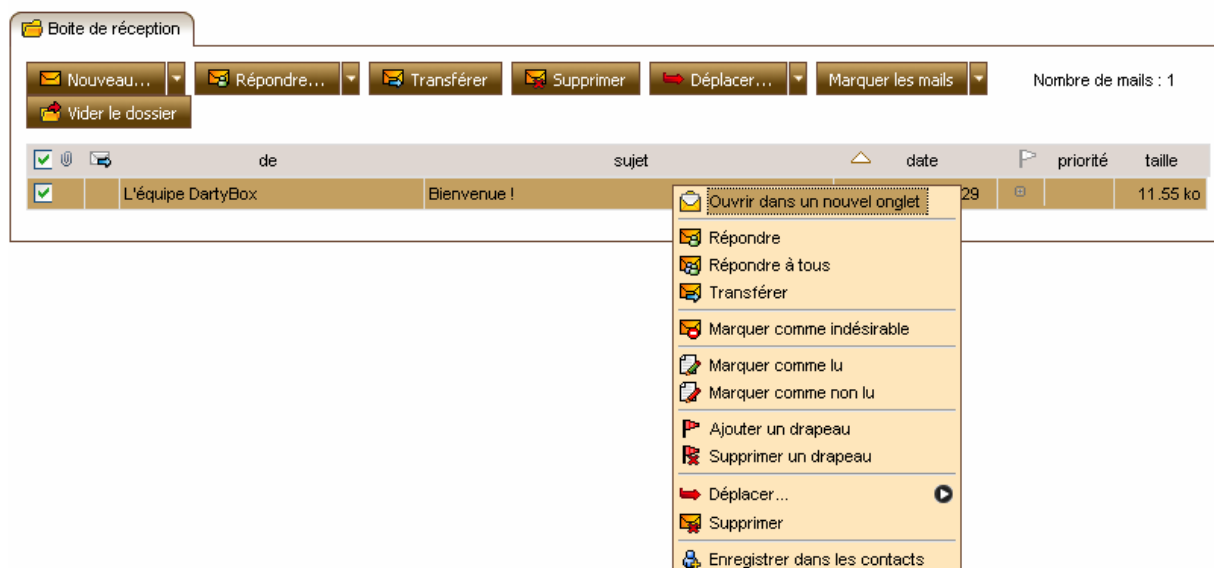 Boite de réception
Nouveau... Répondre... Transférer Supprimer Déplacer... Marquer les mails Nombre de mails : 1
Vider le dossier
de sujet date priorité taille
L'équipe DartyBox Bienvenue ! 29 11.55 ko
Ouvrir dans un nouvel onglet
Répondre
Répondre à tous
Transférer
Marquer comme indésirable
Marquer comme lu
Marquer comme non lu
Ajouter un drapeau
Supprimer un drapeau
Déplacer...
Supprimer
Enregistrer dans les contacts